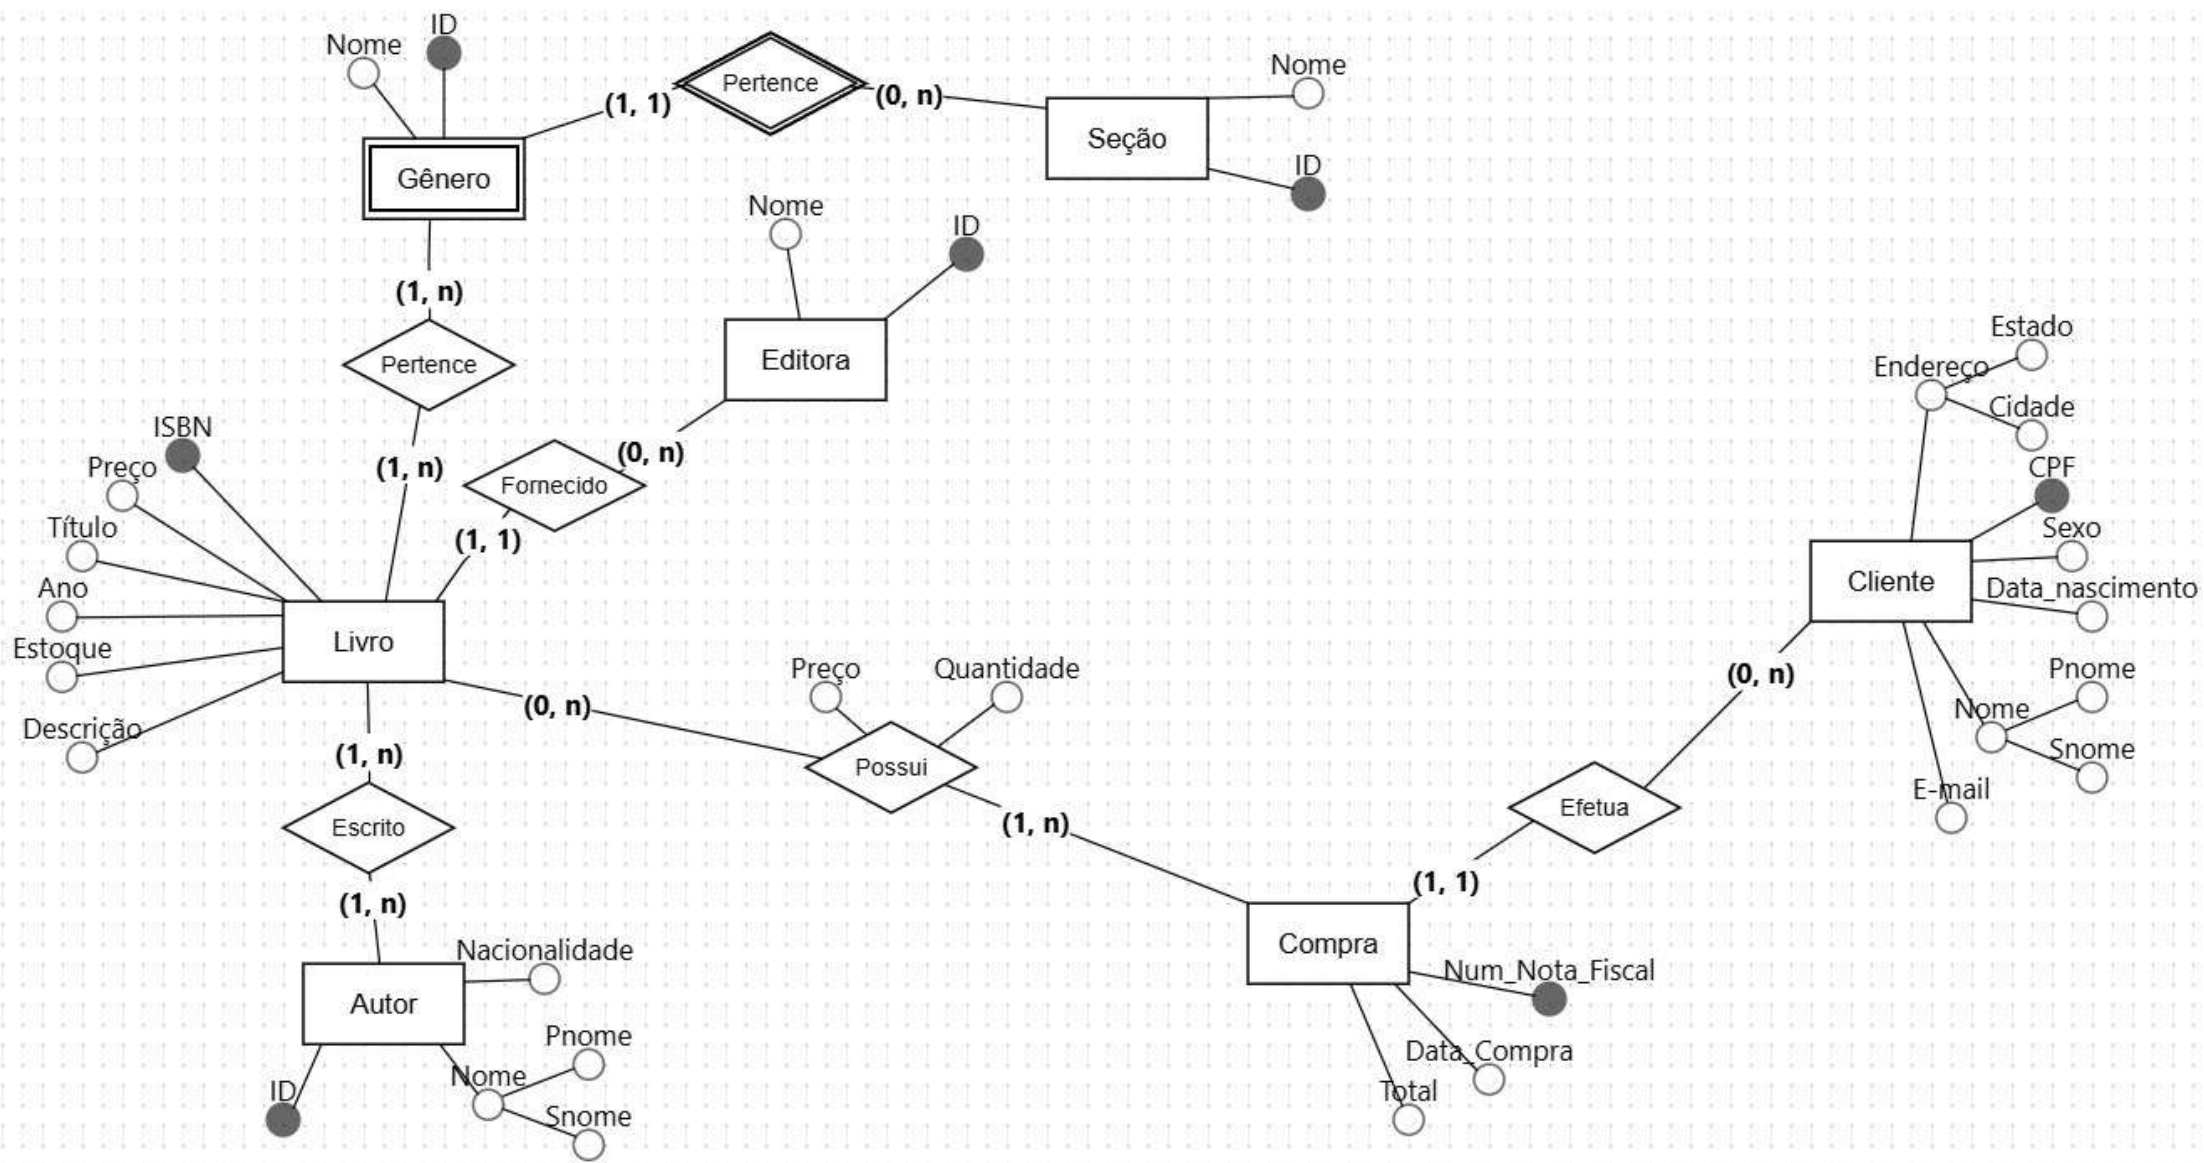 ID
Nome
Pertence
Nome
(1, 1)
(0, n)
Seção
ID
Gênero
Nome
ID
(1, n)
Editora
Pertence
Estado
Endereço
Cidade
ISBN
(0, n)
Preço
(1, n)
CPF
Fornecido
Título
Sexo
(1, 1)
Ano
Cliente
Data_nascimento
Estoque
Livro
Preço
Quantidade
(0, n)
Pnome
(0, n)
Nome
Descrição
(1, n)
Possui
Snome
E-mail
Escrito
(1, n)
Efetua
(1, n)
(1, 1)
Nacionalidade
Compra
Num_Nota_Fiscal
Autor
Pnome
Data_Compra
Nome
ID
Total
Snome